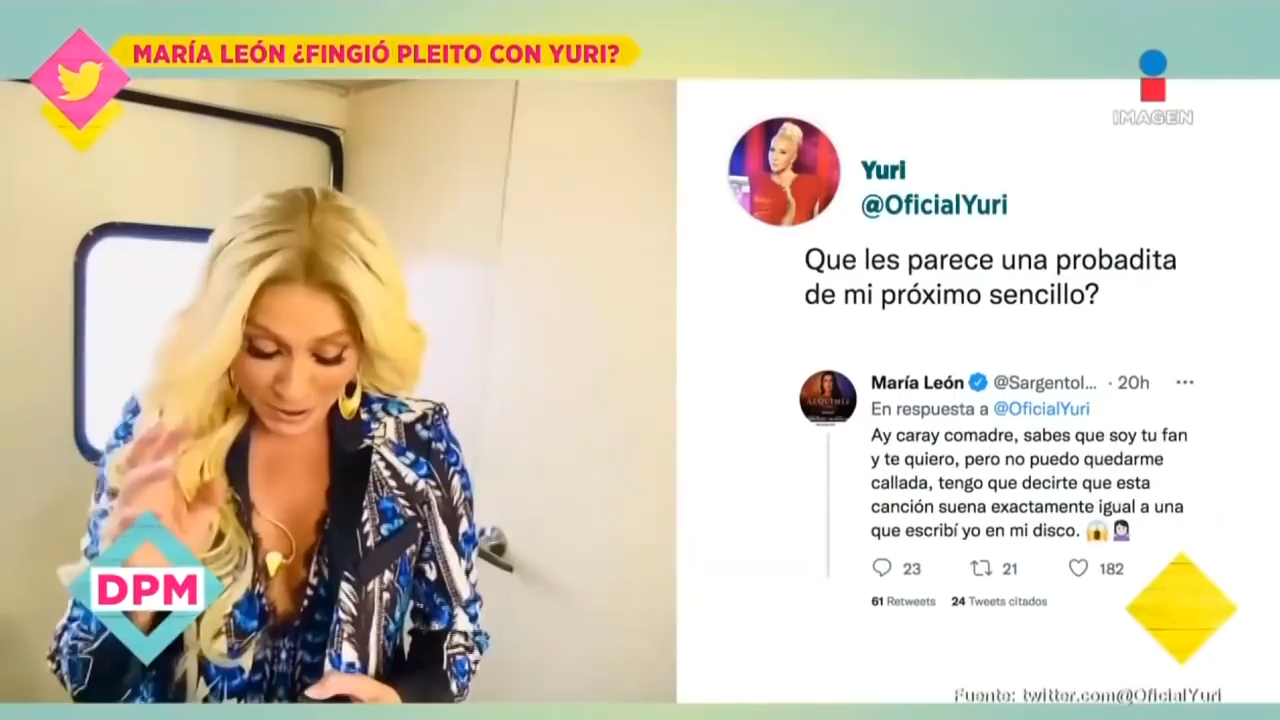 MARÍA LEÓN ¿FINGIÓ PLEITO CON YURI?
IMAGEN
Yuri
@OficialYuri
Que les parece una probadita
de mi próximo sencillo?
ALQUIMIA
María León @Sargentol... · 20h ...
En respuesta a @OficialYuri
Ay caray comadre, sabes que soy tu fan
y te quiero, pero no puedo quedarme
callada, tengo que decirte que esta
canción suena exactamente igual a una
que escribí yo en mi disco. 😱🤷🏻‍♀️
23 21 182
61 Retweets 24 Tweets citados
DPM
Fuente: twitter.com@OficialYuri